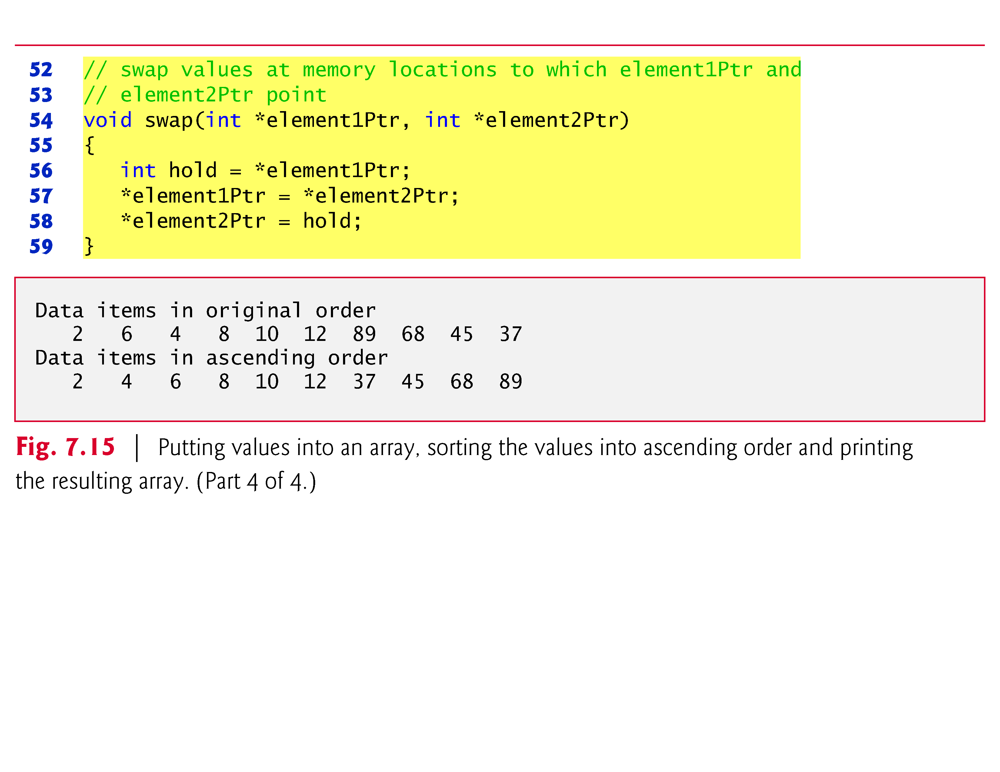 52 // swap values at memory locations to which element1Ptr and
53 // element2Ptr point
54 void swap(int *element1Ptr, int *element2Ptr)
55 {
56    int hold = *element1Ptr;
57    *element1Ptr = *element2Ptr;
58    *element2Ptr = hold;
59 }
Data items in original order
   2   6   4   8  10  12  89  68  45  37
Data items in ascending order
   2   4   6   8  10  12  37  45  68  89
Fig. 7.15 | Putting values into an array, sorting the values into ascending order and printing
the resulting array. (Part 4 of 4.)